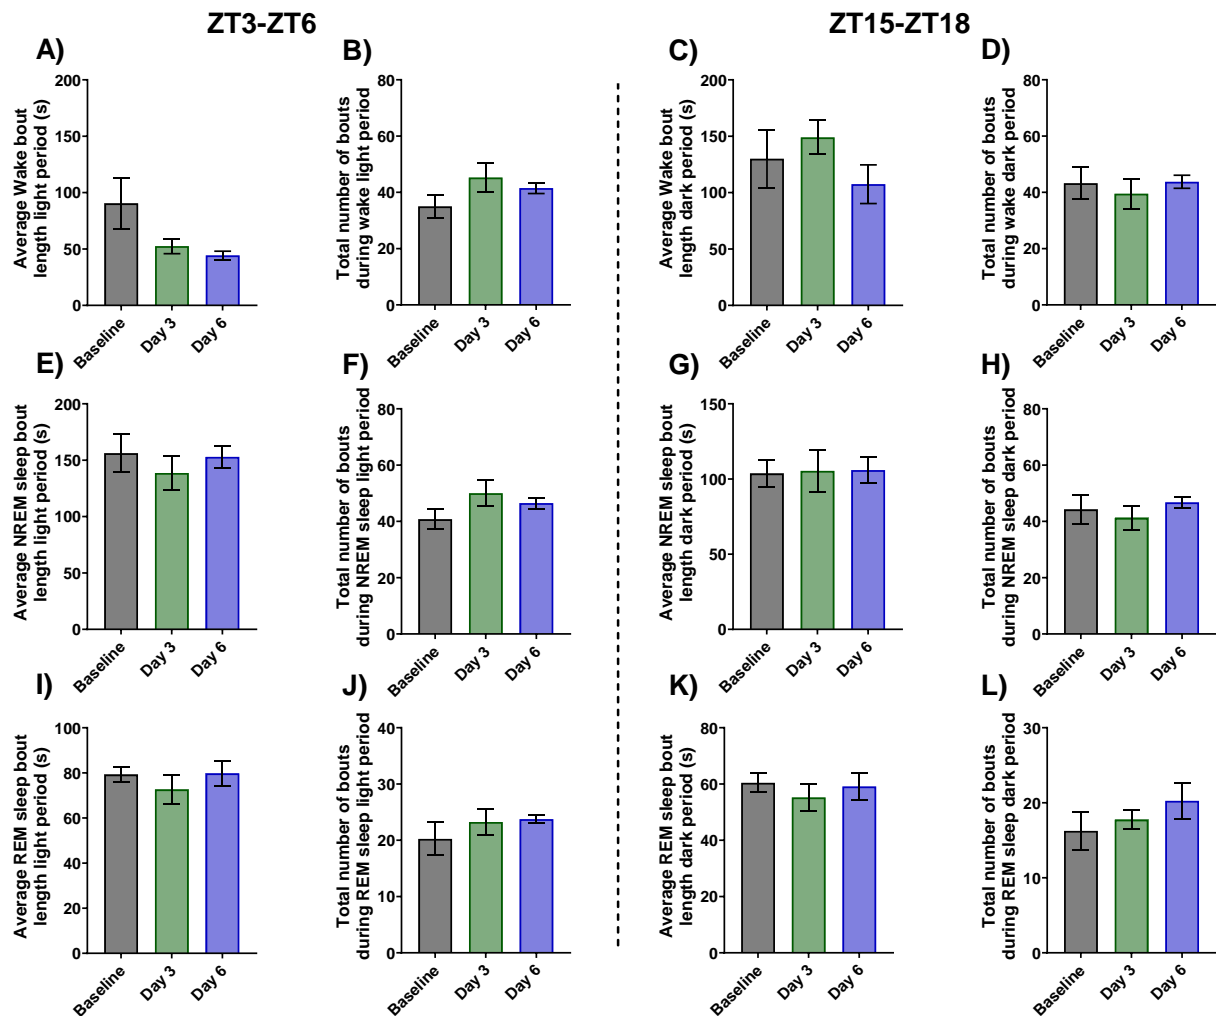 ZT3-ZT6
ZT15-ZT18
A)
Average Wake bout
length light period (s)
200
150
100
50
0
Baseline
Day 3
Day 6
B)
Total number of bouts
during wake light period
80
60
40
20
0
Baseline
Day 3
Day 6
C)
Average Wake bout
length dark period (s)
200
150
100
50
0
Baseline
Day 3
Day 6
D)
Total number of bouts
during wake dark period
80
60
40
20
0
Baseline
Day 3
Day 6
E)
Average NREM sleep bout
length light period (s)
200
150
100
50
0
Baseline
Day 3
Day 6
F)
Total number of bouts
during NREM sleep light period
80
60
40
20
0
Baseline
Day 3
Day 6
G)
Average NREM sleep bout
length dark period (s)
150
100
50
0
Baseline
Day 3
Day 6
H)
Total number of bouts
during NREM sleep dark period
80
60
40
20
0
Baseline
Day 3
Day 6
I)
Average REM sleep bout
length light period (s)
100
80
60
40
20
0
Baseline
Day 3
Day 6
J)
Total number of bouts
during REM sleep light period
40
30
20
10
0
Baseline
Day 3
Day 6
K)
Average REM sleep bout
length dark period (s)
80
60
40
20
0
Baseline
Day 3
Day 6
L)
Total number of bouts
during REM sleep dark period
30
20
10
0
Baseline
Day 3
Day 6